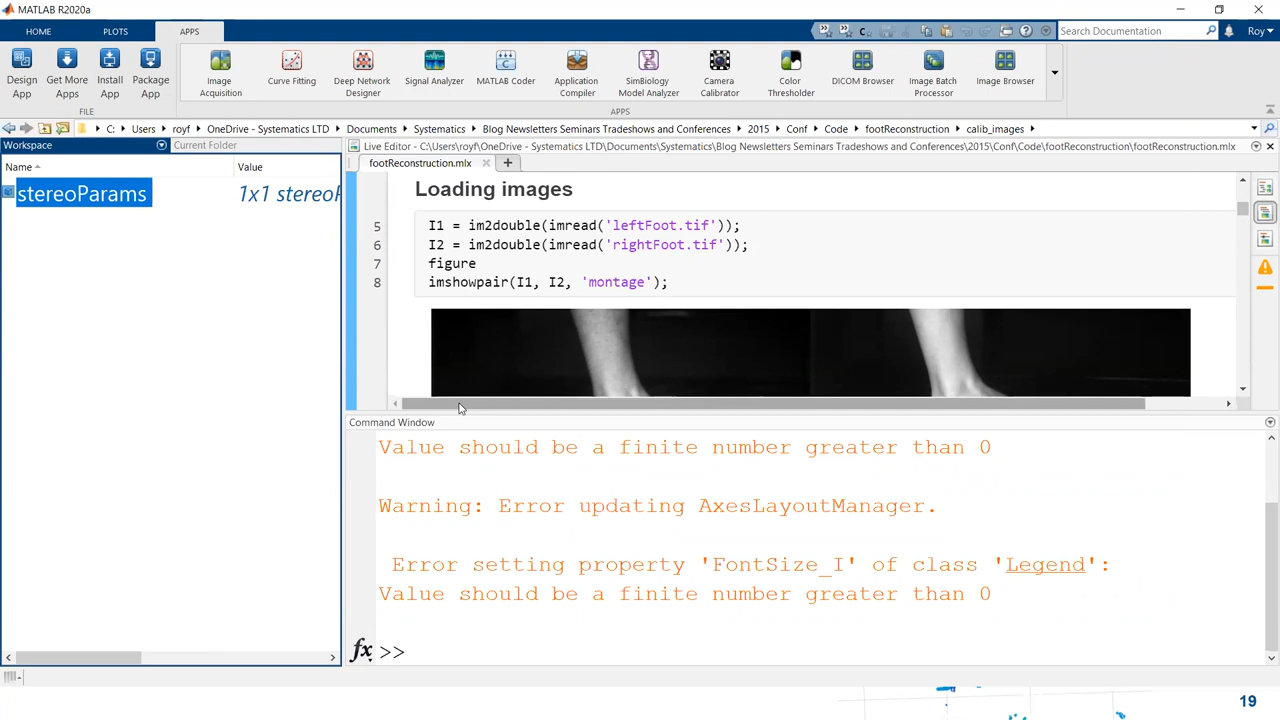 MATLAB R2020a
HOME PLOTS APPS Search Documentation Roy
Design App
Get More Apps
Install App
Package App
Image Acquisition
Curve Fitting
Deep Network Designer
Signal Analyzer
MATLAB Coder
Application Compiler
SimBiology Model Analyzer
Camera Calibrator
Color Thresholder
DICOM Browser
Image Batch Processor
Image Browser
FILE APPS
C: Users royf OneDrive - Systematics LTD Documents Systematics Blog Newsletters Seminars Tradeshows and Conferences 2015 Conf Code footReconstruction calib_images
Workspace Current Folder
Name Value
stereoParams 1x1 stereoP
Live Editor - C:\Users\royf\OneDrive - Systematics LTD\Documents\Systematics\Blog Newsletters Seminars Tradeshows and Conferences\2015\Conf\Code\footReconstruction\footReconstruction.mlx
footReconstruction.mlx
Loading images
5 I1 = im2double(imread('leftFoot.tif'));
6 I2 = im2double(imread('rightFoot.tif'));
7 figure
8 imshowpair(I1, I2, 'montage');
Command Window
Value should be a finite number greater than 0
Warning: Error updating AxesLayoutManager.
Error setting property 'FontSize_I' of class 'Legend':
Value should be a finite number greater than 0
fx >>
19